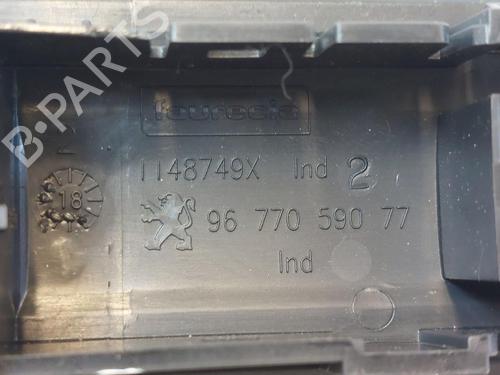 faurecia
1148749X Ind 2
18
96 770 590 77
Ind
B-PARTS